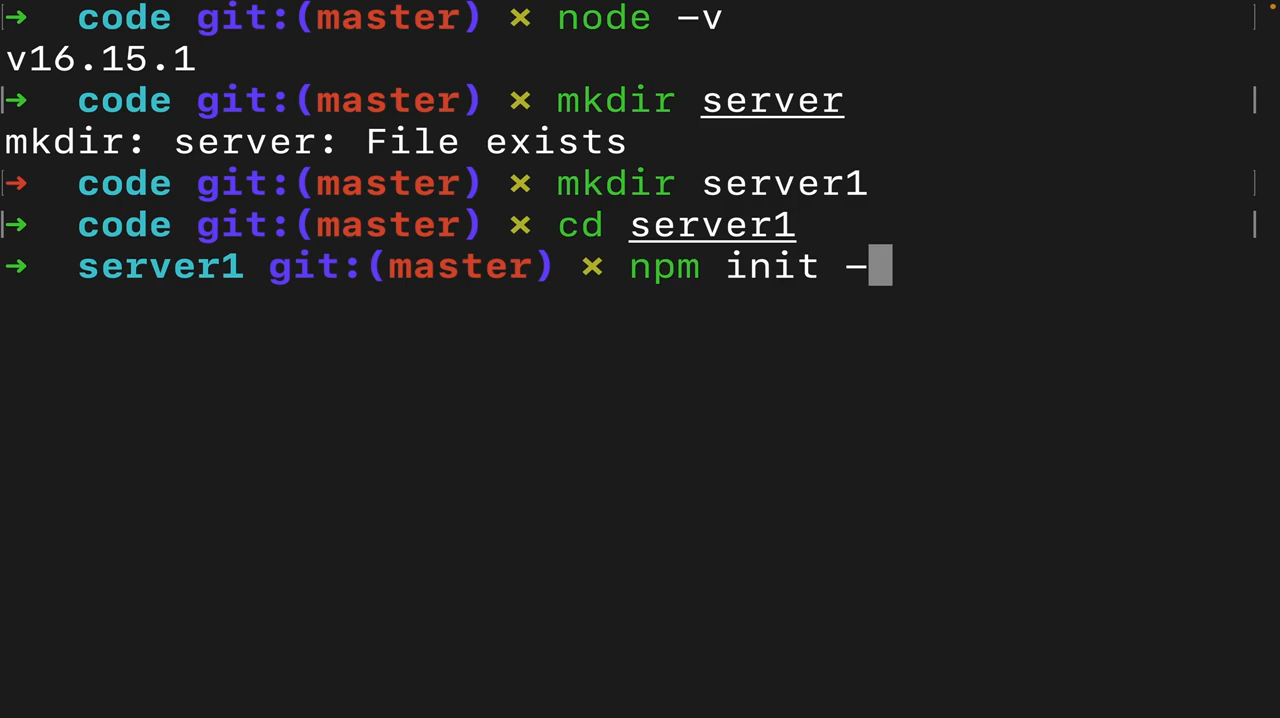 → code git:(master) × node -v
v16.15.1
→ code git:(master) × mkdir server
mkdir: server: File exists
→ code git:(master) × mkdir server1
→ code git:(master) × cd server1
→ server1 git:(master) × npm init -